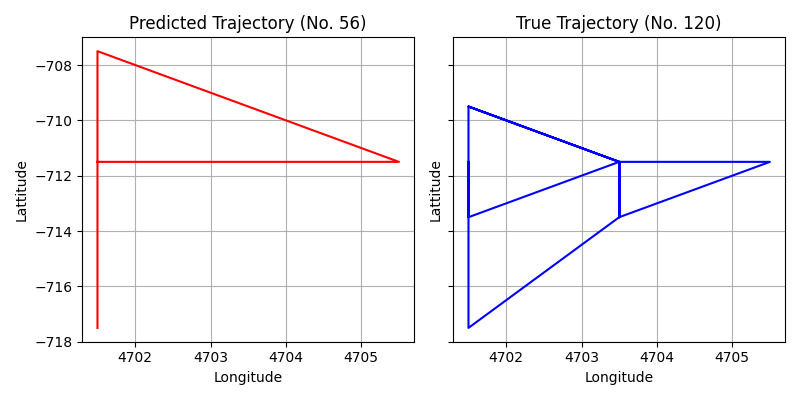 Predicted Trajectory (No. 56)
True Trajectory (No. 120)
−708
−710
−712
−714
−716
−718
Lattitude
Lattitude
4702
4703
4704
4705
4702
4703
4704
4705
Longitude
Longitude